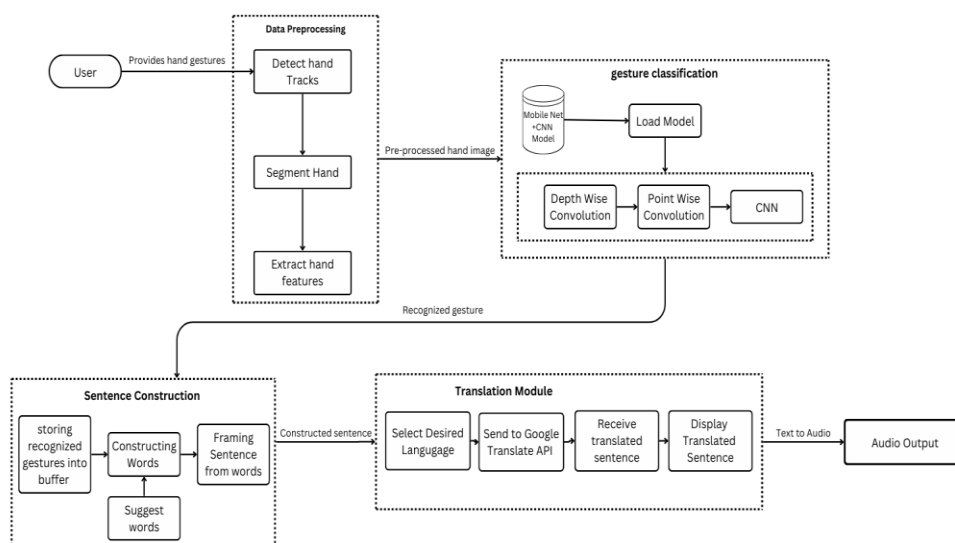 Data Preprocessing
User
Provides hand gestures
Detect hand
Tracks
Segment Hand
Extract hand
features
Pre-processed hand image
gesture classification
Mobile Net
+CNN
Model
Load Model
Depth Wise
Convolution
Point Wise
Convolution
CNN
Recognized gesture
Sentence Construction
storing
recognized
gestures into
buffer
Constructing
Words
Framing
Sentence
from words
Suggest
words
Constructed sentence
Translation Module
Select Desired
Langugage
Send to Google
Translate API
Receive
translated
sentence
Display
Translated
Sentence
Text to Audio
Audio Output